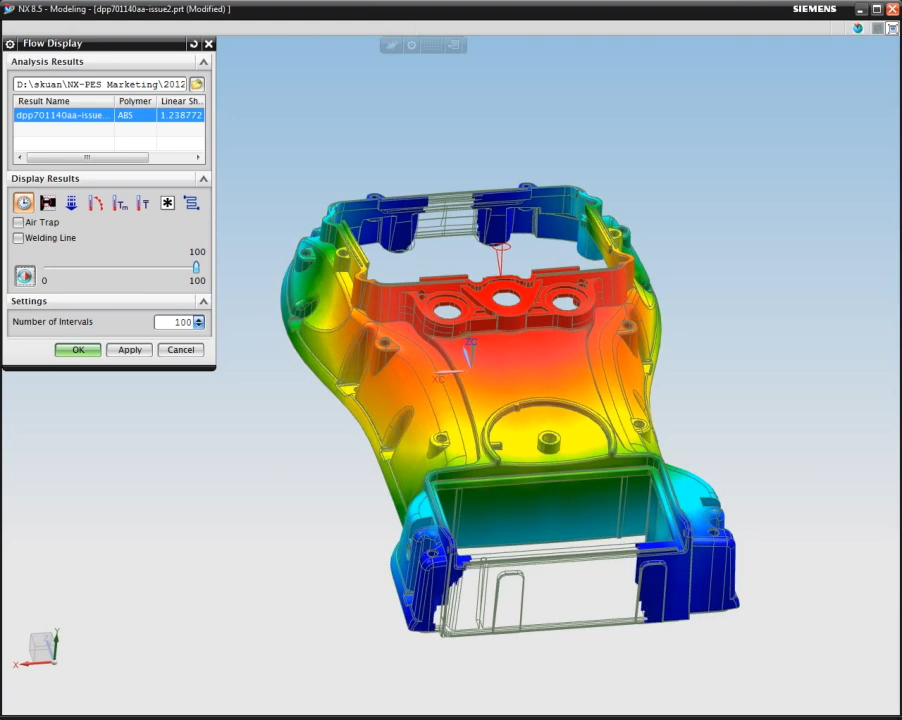 NX 8.5 - Modeling - [dpp701140aa-issue2.prt (Modified) ]
SIEMENS
Flow Display
Analysis Results
D:\skuan\NX-PES Marketing\2012
Result Name Polymer Linear Sh..
dpp701140aa-issue... ABS 1.238772
Display Results
Tm T
Air Trap
Welding Line
100
0 100
Settings
Number of Intervals 100
OK Apply Cancel
ZC
XC
Y
X